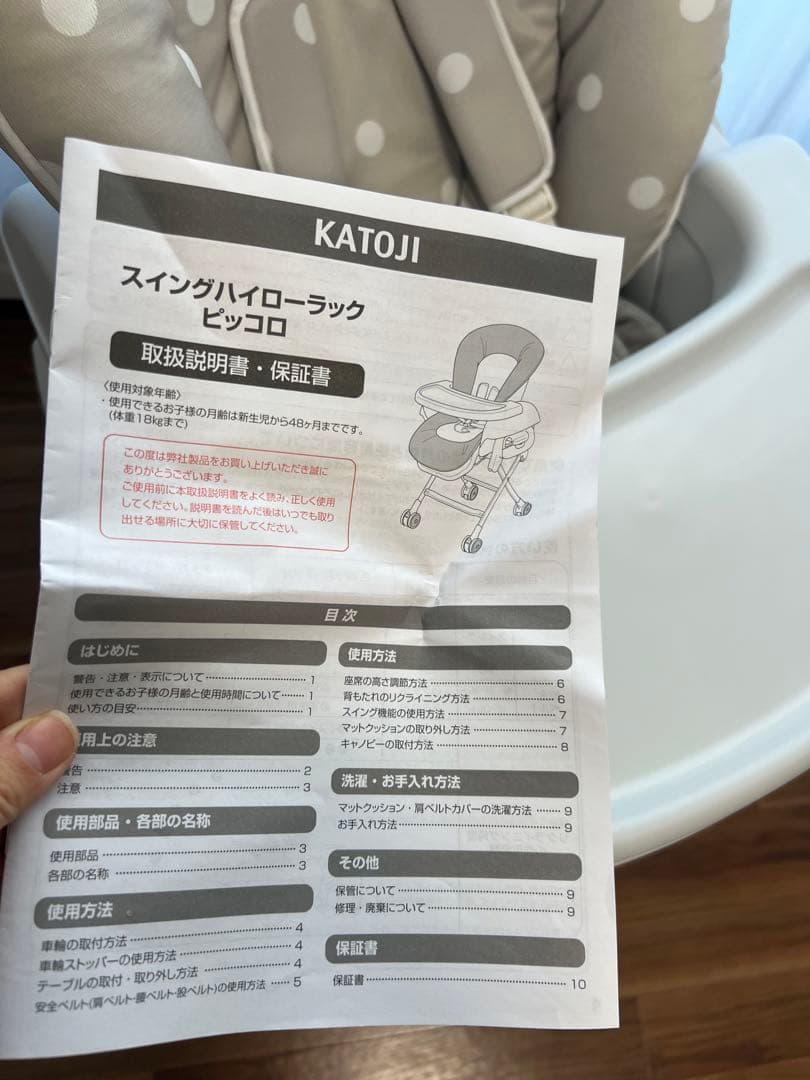 KATOJI
スイングハイローラック
ピッコロ
取扱説明書・保証書
〈使用対象年齢〉
・使用できるお子様の月齢は新生児から48ヶ月までです。
(体重18kgまで)
この度は弊社製品をお買い上げいただき誠に
ありがとうございます。
ご使用前に本取扱説明書をよく読み、正しく使用
してください。説明書を読んだ後はいつでも取り
出せる場所に大切に保管してください。
目次
はじめに
警告・注意・表示について 1
使用できるお子様の月齢と使用時間について 1
使い方の目安 1
用上の注意
警告 2
注意 3
使用部品・各部の名称
使用部品 3
各部の名称 3
使用方法
車輪の取付方法 4
車輪ストッパーの使用方法 4
テーブルの取付・取り外し方法 4
安全ベルト(肩ベルト・腰ベルト・股ベルト)の使用方法 5
使用方法
座席の高さ調節方法 6
背もたれのリクライニング方法 6
スイング機能の使用方法 7
マットクッションの取り外し方法 7
キャノピーの取付方法 8
洗濯・お手入れ方法
マットクッション・肩ベルトカバーの洗濯方法 9
お手入れ方法 9
その他
保管について 9
修理・廃棄について 9
保証書
保証書 10